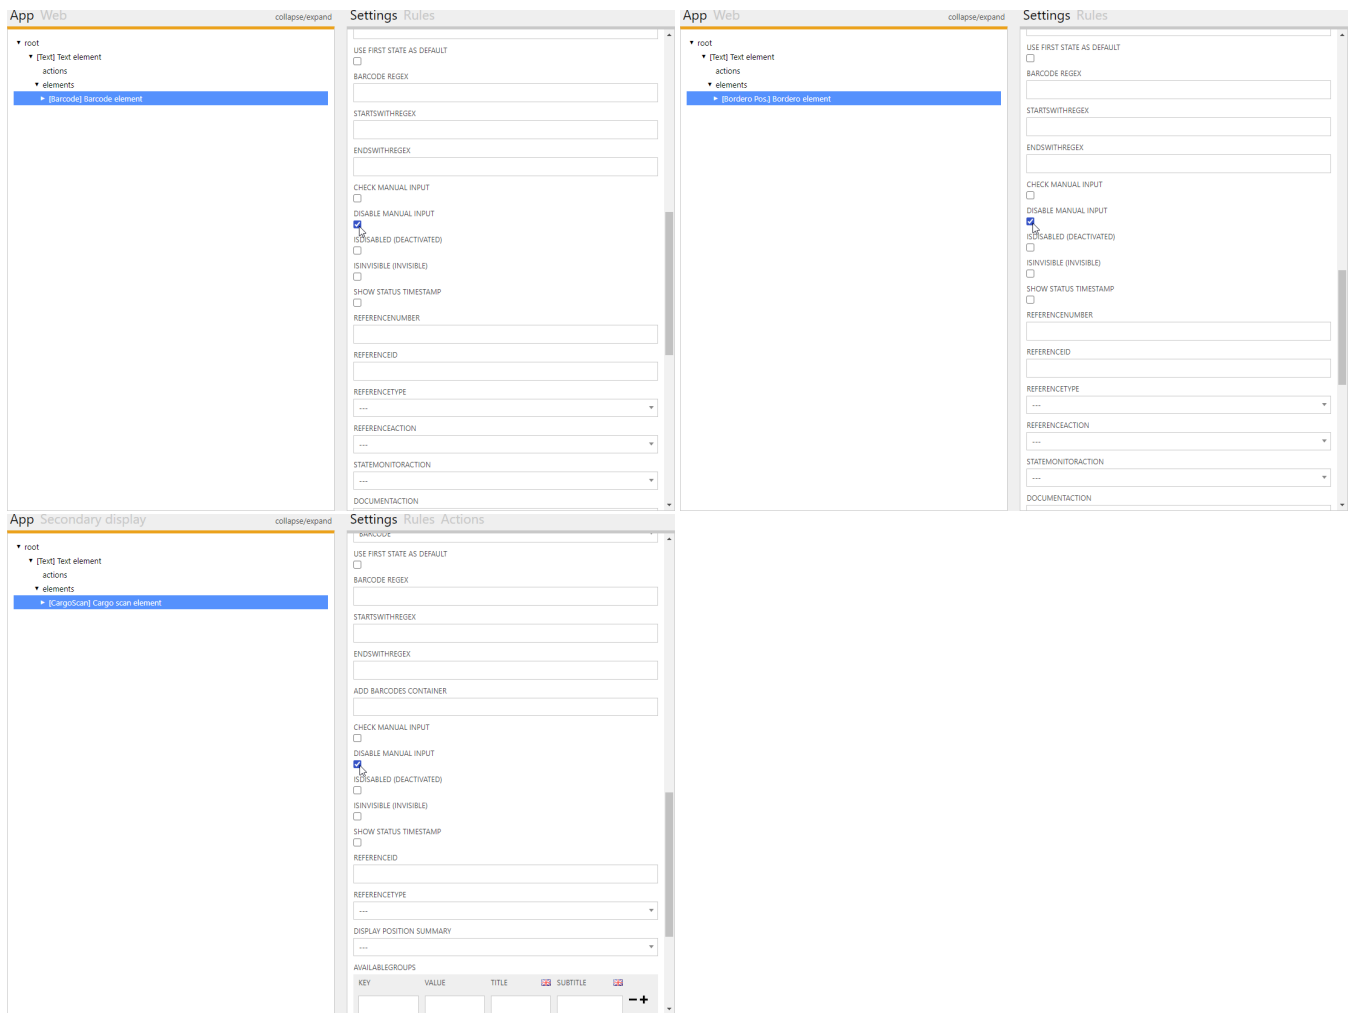 App Web collapse/expand
root
[Text] Text element
actions
elements
[Barcode] Barcode element
Settings Rules
USE FIRST STATE AS DEFAULT
BARCODE REGEX
STARTSWITHREGEX
ENDSWITHREGEX
CHECK MANUAL INPUT
DISABLE MANUAL INPUT
ISDISABLED (DEACTIVATED)
ISINVISIBLE (INVISIBLE)
SHOW STATUS TIMESTAMP
REFERENCENUMBER
REFERENCEID
REFERENCETYPE
---
REFERENCEACTION
---
STATEMONITORACTION
---
DOCUMENTACTION
App Web collapse/expand
root
[Text] Text element
actions
elements
[Bordero Pos.] Bordero element
Settings Rules
USE FIRST STATE AS DEFAULT
BARCODE REGEX
STARTSWITHREGEX
ENDSWITHREGEX
CHECK MANUAL INPUT
DISABLE MANUAL INPUT
ISDISABLED (DEACTIVATED)
ISINVISIBLE (INVISIBLE)
SHOW STATUS TIMESTAMP
REFERENCENUMBER
REFERENCEID
REFERENCETYPE
---
REFERENCEACTION
---
STATEMONITORACTION
---
DOCUMENTACTION
App Secondary display collapse/expand
root
[Text] Text element
actions
elements
[CargoScan] Cargo scan element
Settings Rules Actions
BARCODE
USE FIRST STATE AS DEFAULT
BARCODE REGEX
STARTSWITHREGEX
ENDSWITHREGEX
ADD BARCODES CONTAINER
CHECK MANUAL INPUT
DISABLE MANUAL INPUT
ISDISABLED (DEACTIVATED)
ISINVISIBLE (INVISIBLE)
SHOW STATUS TIMESTAMP
REFERENCEID
REFERENCETYPE
---
DISPLAY POSITION SUMMARY
---
AVAILABLEGROUPS
KEY VALUE TITLE SUBTITLE